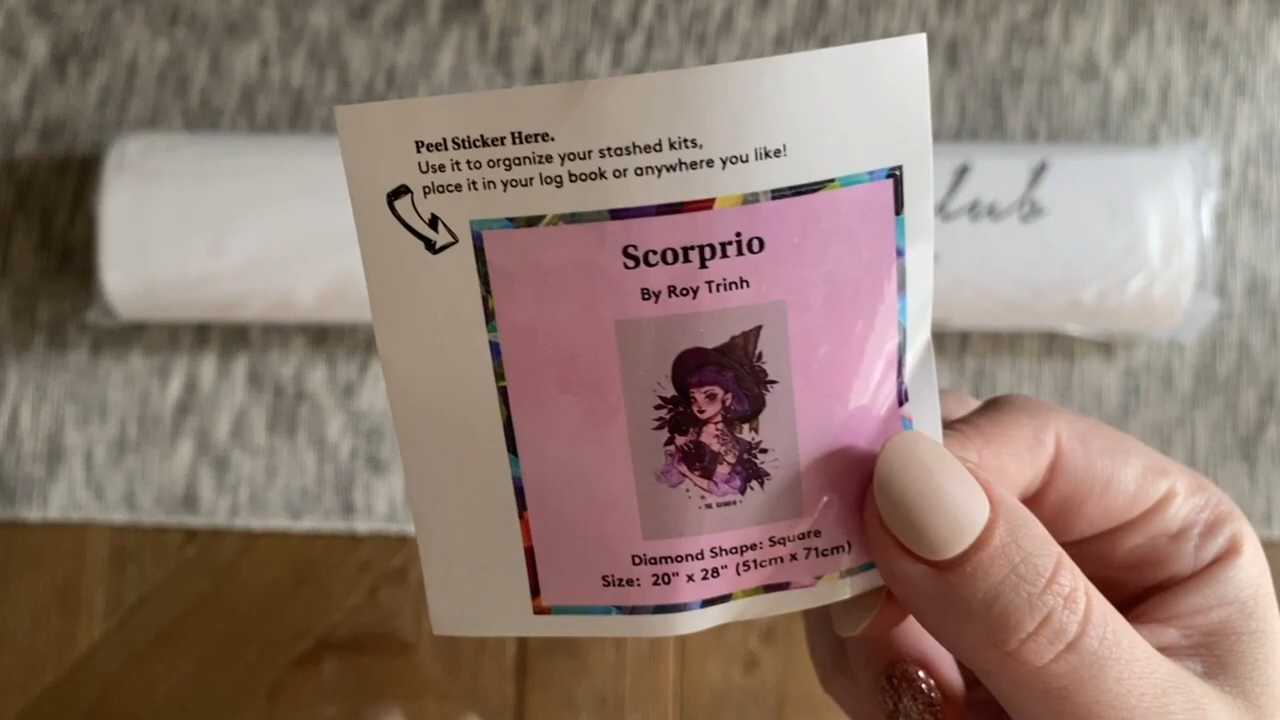 Peel Sticker Here.
Use it to organize your stashed kits,
place it in your log book or anywhere you like!
Scorprio
By Roy Trinh
Diamond Shape: Square
Size: 20" x 28" (51cm x 71cm)